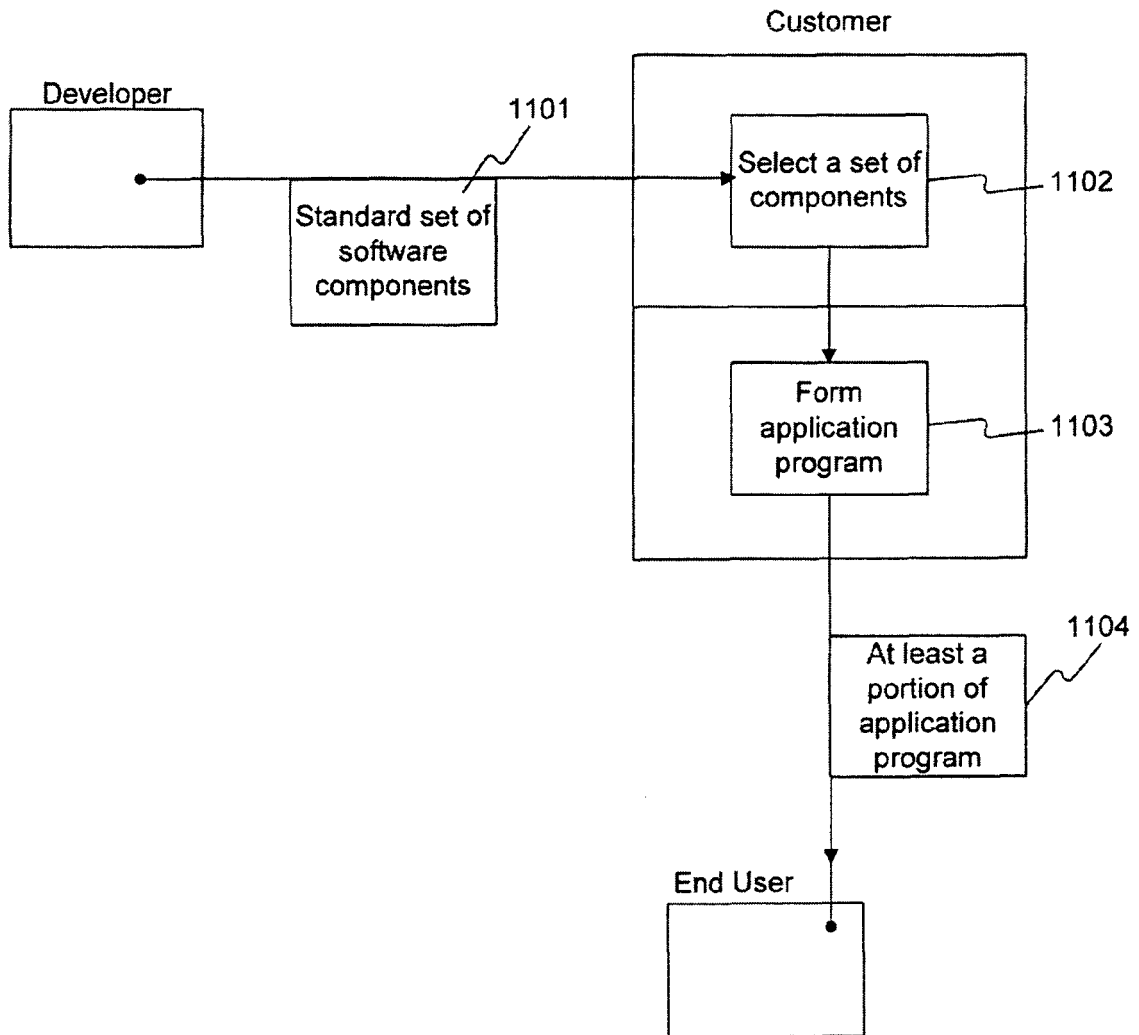 Customer
Developer
1101
Select a set of
components
1102
Standard set of
software
components
Form
application
program
1103
1104
At least a
portion of
application
program
End User